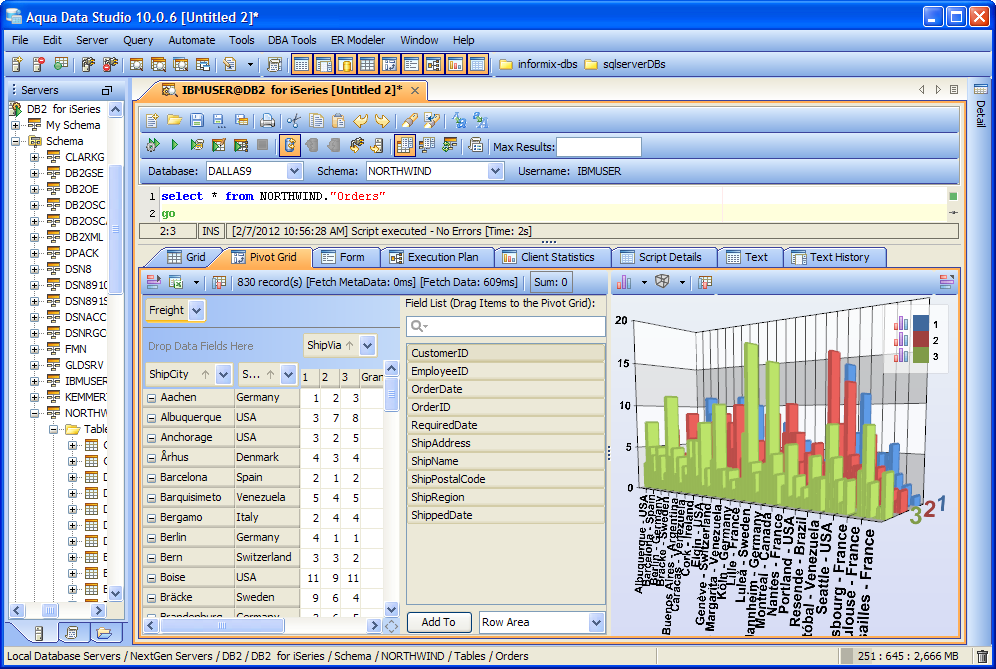 Aqua Data Studio 10.0.6 [Untitled 2]*
File Edit Server Query Automate Tools DBA Tools ER Modeler Window Help
informix-dbs sqlserverDBs
Servers
DB2 for iSeries
My Schema
Schema
CLARKG
DB2GSE
DB2OE
DB2OSC
DB2OSCA
DB2XML
DPACK
DSN8
DSN8910
DSN891S
DSNACC
DSNRGC
FMN
GLDSRV
IBMUSER
KEMMER
NORTHW
Table
IBMUSER@DB2 for iSeries [Untitled 2]*
Detail
Max Results:
Database: DALLAS9 Schema: NORTHWIND Username: IBMUSER
1 select * from NORTHWIND."Orders"
2 go
2:3 INS [2/7/2012 10:56:28 AM] Script executed - No Errors [Time: 2s]
Grid Pivot Grid Form Execution Plan Client Statistics Script Details Text Text History
830 record(s) [Fetch MetaData: 0ms] [Fetch Data: 609ms] Sum: 0
Freight
Drop Data Fields Here ShipVia
ShipCity S... 1 2 3 Gran
Aachen Germany 1 2 3
Albuquerque USA 3 7 8
Anchorage USA 3 2 5
Århus Denmark 4 3 4
Barcelona Spain 2 1 2
Barquisimeto Venezuela 5 4 5
Bergamo Italy 2 4 4
Berlin Germany 4 1 1
Bern Switzerland 3 3 2
Boise USA 11 9 11
Bräcke Sweden 9 6 4
Brandenburg Germany
Field List (Drag Items to the Pivot Grid):
CustomerID
EmployeeID
OrderDate
OrderID
RequiredDate
ShipAddress
ShipName
ShipPostalCode
ShipRegion
ShippedDate
Add To Row Area
20
15
10
5
0
1
2
3
3 2 1
Albuquerque - USA
Barcelona - Spain
Berlin - Germany
Bräcke - Sweden
Buenos Aires - Argentina
Caracas - Venezuela
Cork - Ireland
Elgin - USA
Genève - Switzerland
Margarita - Venezuela
Köln - Germany
Lille - France
Luleå - Sweden
lannheim - Germany
Montréal - Canada
Nantes - France
Portland - USA
Resende - Brazil
tóbal - Venezuela
Seattle - USA
sbourg - France
ulouse - France
sailles - France
Local Database Servers / NextGen Servers / DB2 / DB2 for iSeries / Schema / NORTHWIND / Tables / Orders
251 : 645 : 2,666 MB